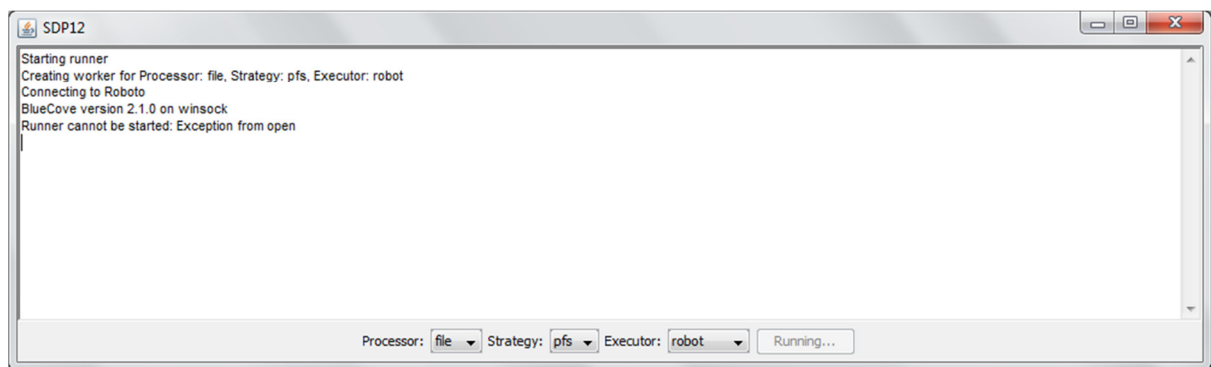 SDP12
Starting runner
Creating worker for Processor: file, Strategy: pfs, Executor: robot
Connecting to Roboto
BlueCove version 2.1.0 on winsock
Runner cannot be started: Exception from open
Processor: file Strategy: pfs Executor: robot Running...